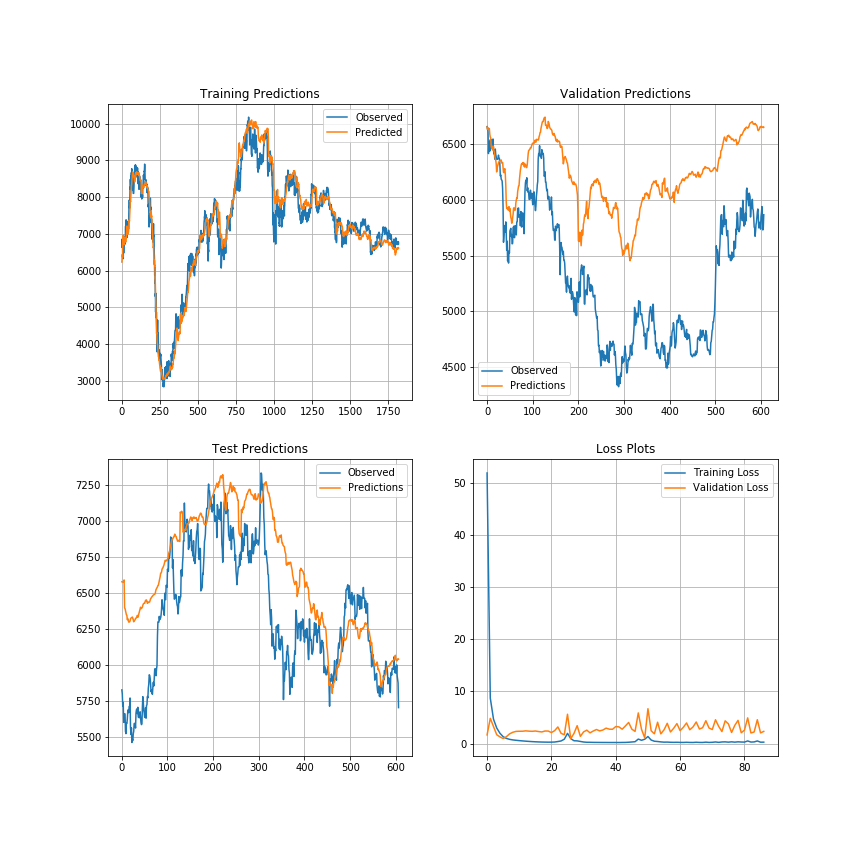 Training Predictions
Observed
Predicted
10000
9000
8000
7000
6000
5000
4000
3000
0 250 500 750 1000 1250 1500 1750
Validation Predictions
6500
6000
5500
5000
4500
Observed
Predictions
0 100 200 300 400 500 600
Test Predictions
Observed
Predictions
7250
7000
6750
6500
6250
6000
5750
5500
0 100 200 300 400 500 600
Loss Plots
Training Loss
Validation Loss
50
40
30
20
10
0
0 20 40 60 80